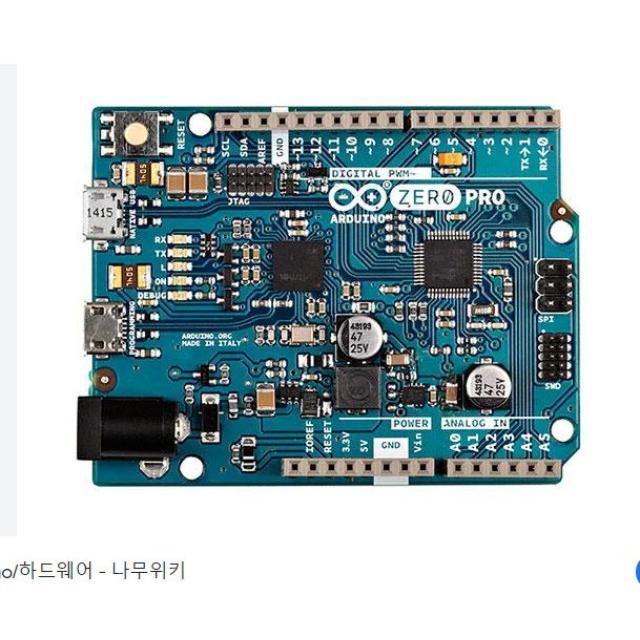 RESET
SCL
SDA
AREF
GND
13
12
~11
~10
~9
~8
~7
~6
~5
~4
~3
~2
TX→1
RX←0
DIGITAL PWM~
JTAG
ZERO PRO
ARDUINO
1415
NATIVE USB
RX
TX
L
ON
DEBUG
PROGRAMMING
ARDUINO.ORG
MADE IN ITALY
47
25V
47
25V
SPI
SWD
POWER
ANALOG IN
IOREF
RESET
3.3V
5V
GND
Vin
A0
A1
A2
A3
A4
A5
o/하드웨어 - 나무위키